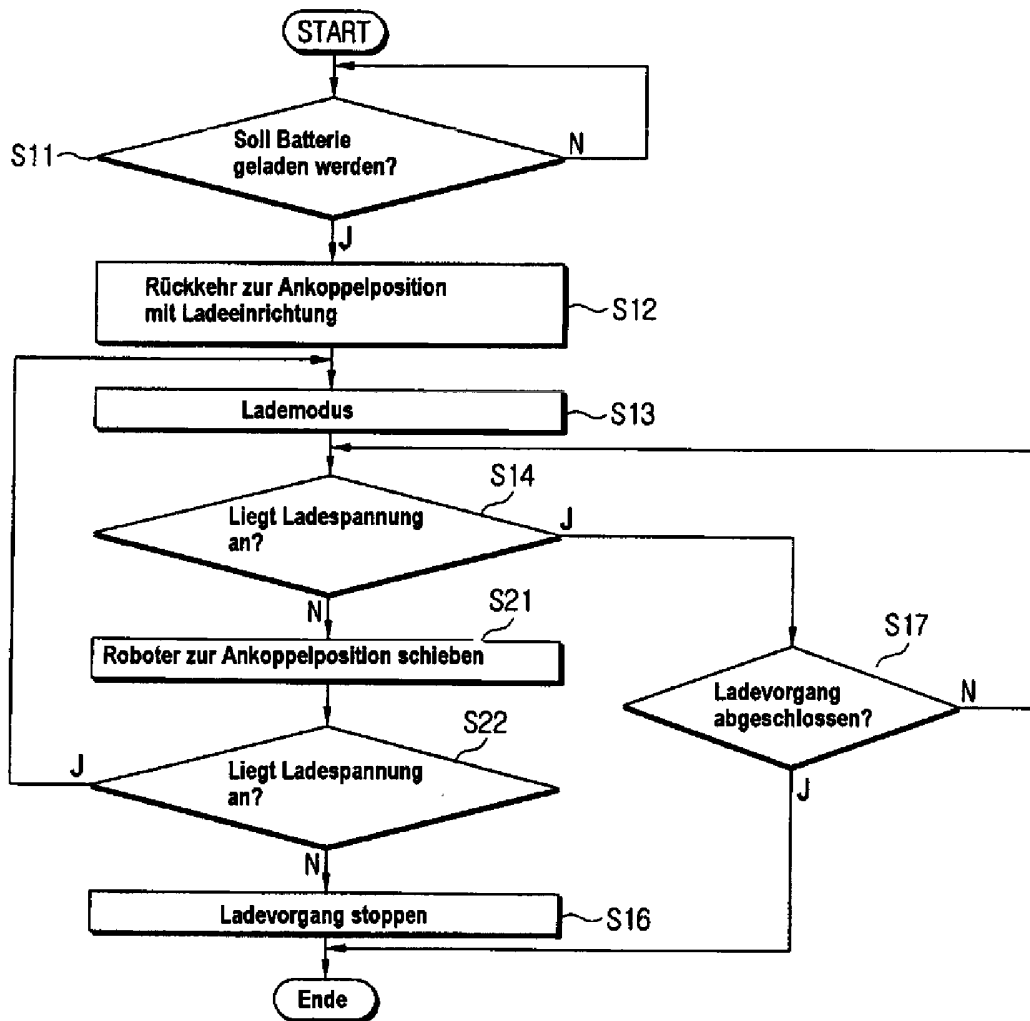 START
Soll Batterie
geladen werden?
N
S11
J
Rückkehr zur Ankoppelposition
mit Ladeeinrichtung
S12
Lademodus
S13
S14
Liegt Ladespannung
an?
J
N
S21
Roboter zur Ankoppelposition schieben
S17
Ladevorgang
abgeschlossen?
N
J
S22
Liegt Ladespannung
an?
J
N
Ladevorgang stoppen
S16
Ende